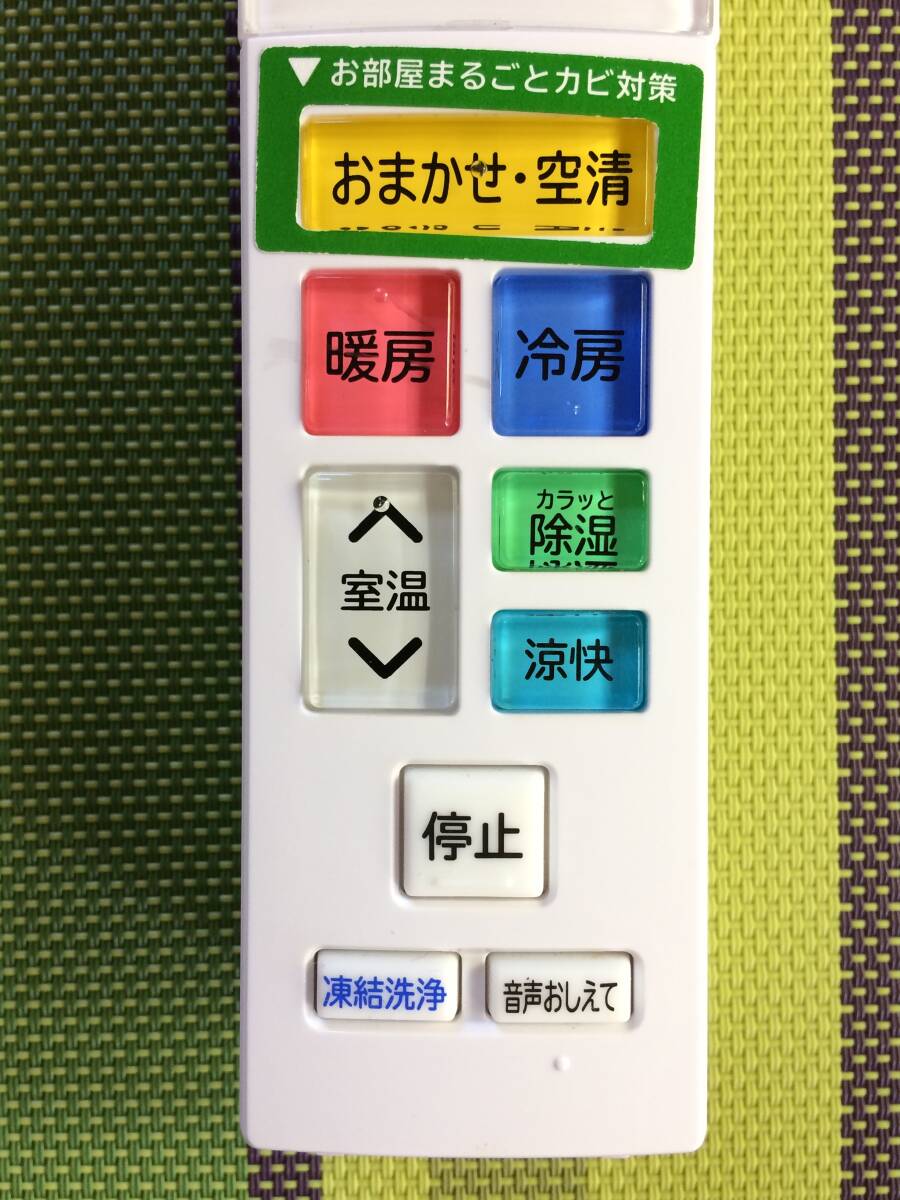 ▼お部屋まるごとカビ対策
おまかせ・空清
暖房
冷房
室温
カラッと
除湿
涼快
停止
凍結洗浄
音声おしえて